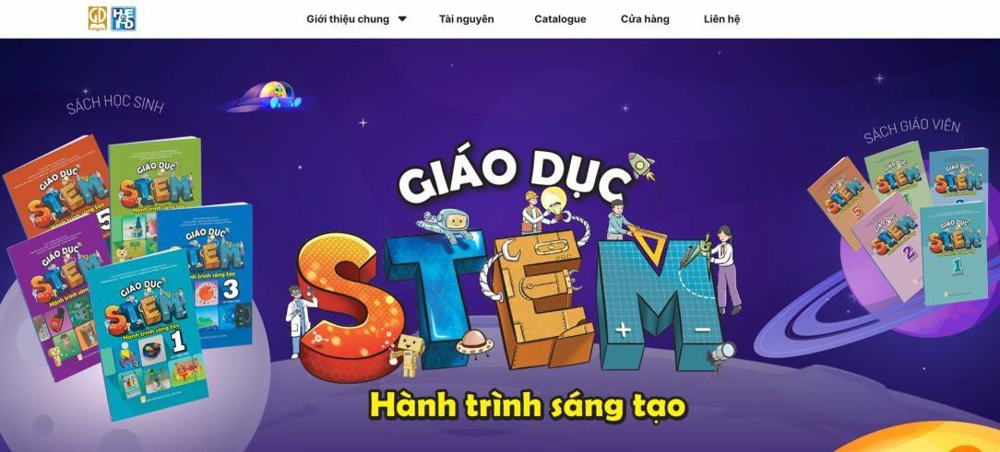 GD
HEID
Giới thiệu chung
Tài nguyên
Catalogue
Cửa hàng
Liên hệ
SÁCH HỌC SINH
SÁCH GIÁO VIÊN
GIÁO DỤC
STEM
Hành trình sáng tạo
GIÁO DỤC
STEM
Hành trình sáng tạo
5
GIÁO DỤC
STEM
Hành trình sáng tạo
GIÁO DỤC
STEM
Hành trình sáng tạo
GIÁO DỤC
STEM
Hành trình sáng tạo
3
GIÁO DỤC
STEM
Hành trình sáng tạo
1
GIÁO DỤC
STEM
5
GIÁO DỤC
STEM
GIÁO DỤC
STEM
GIÁO DỤC
STEM
2
GIÁO DỤC
STEM
1